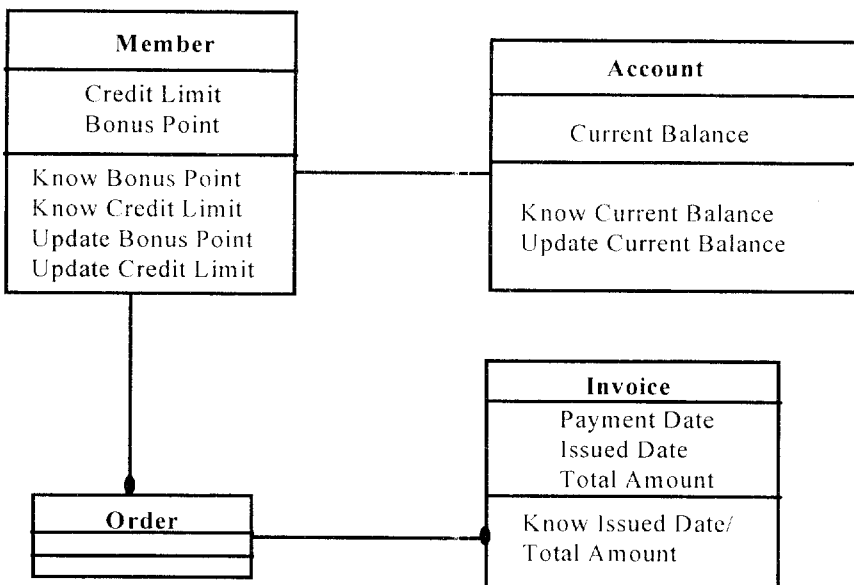 Member
Credit Limit
Bonus Point
Know Bonus Point
Know Credit Limit
Update Bonus Point
Update Credit Limit
Account
Current Balance
Know Current Balance
Update Current Balance
Order
Invoice
Payment Date
Issued Date
Total Amount
Know Issued Date/
Total Amount